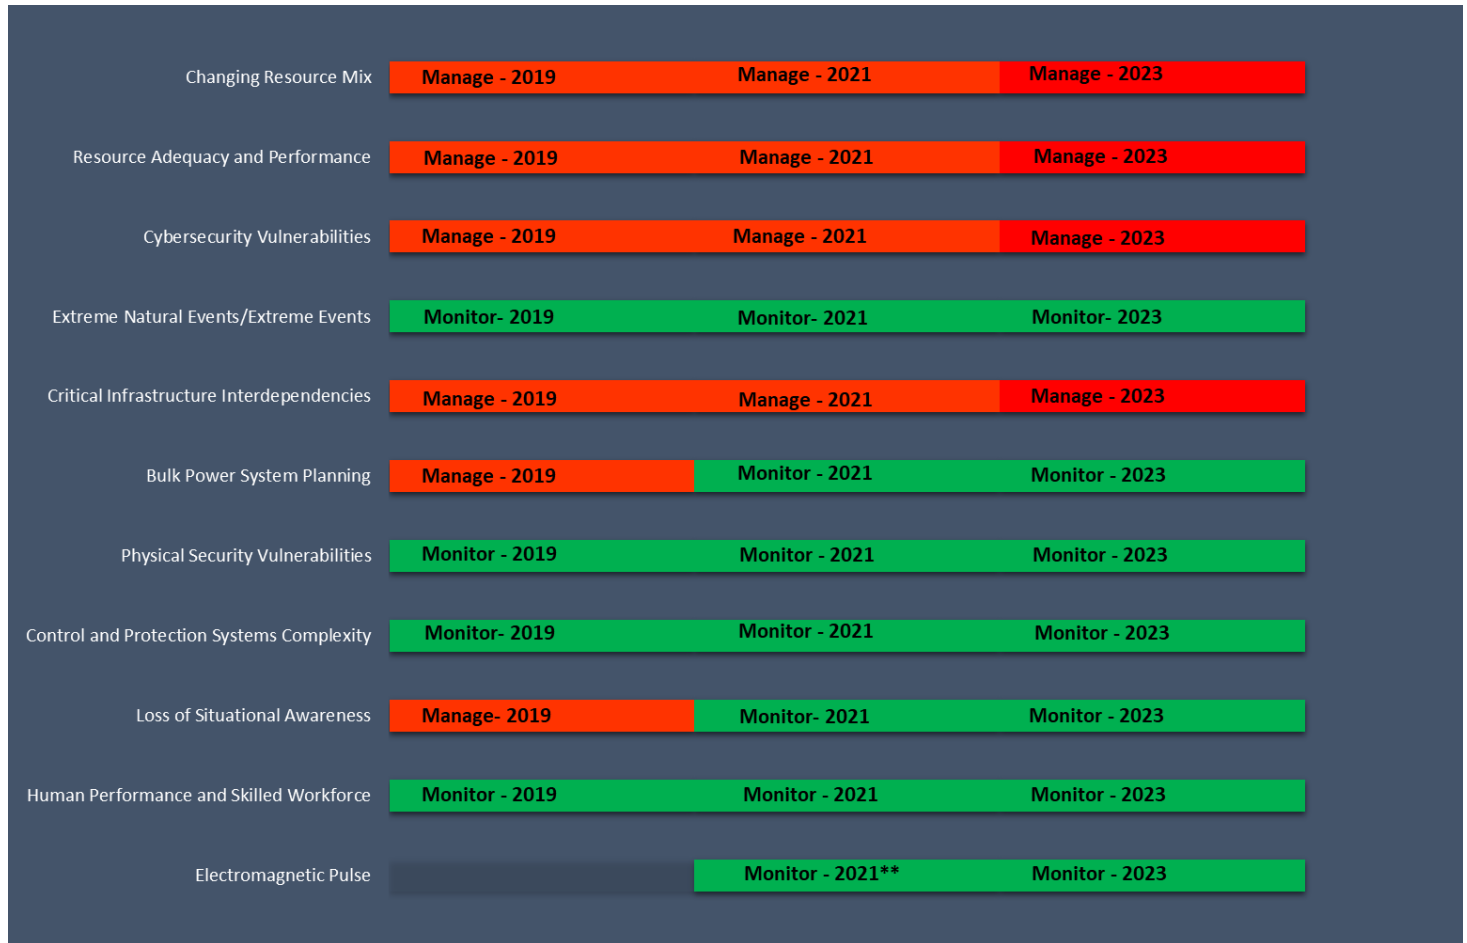 Changing Resource Mix Manage - 2019 Manage - 2021 Manage - 2023
Resource Adequacy and Performance Manage - 2019 Manage - 2021 Manage - 2023
Cybersecurity Vulnerabilities Manage - 2019 Manage - 2021 Manage - 2023
Extreme Natural Events/Extreme Events Monitor- 2019 Monitor- 2021 Monitor- 2023
Critical Infrastructure Interdependencies Manage - 2019 Manage - 2021 Manage - 2023
Bulk Power System Planning Manage - 2019 Monitor - 2021 Monitor - 2023
Physical Security Vulnerabilities Monitor - 2019 Monitor - 2021 Monitor - 2023
Control and Protection Systems Complexity Monitor- 2019 Monitor - 2021 Monitor - 2023
Loss of Situational Awareness Manage- 2019 Monitor- 2021 Monitor - 2023
Human Performance and Skilled Workforce Monitor - 2019 Monitor - 2021 Monitor - 2023
Electromagnetic Pulse Monitor - 2021** Monitor - 2023